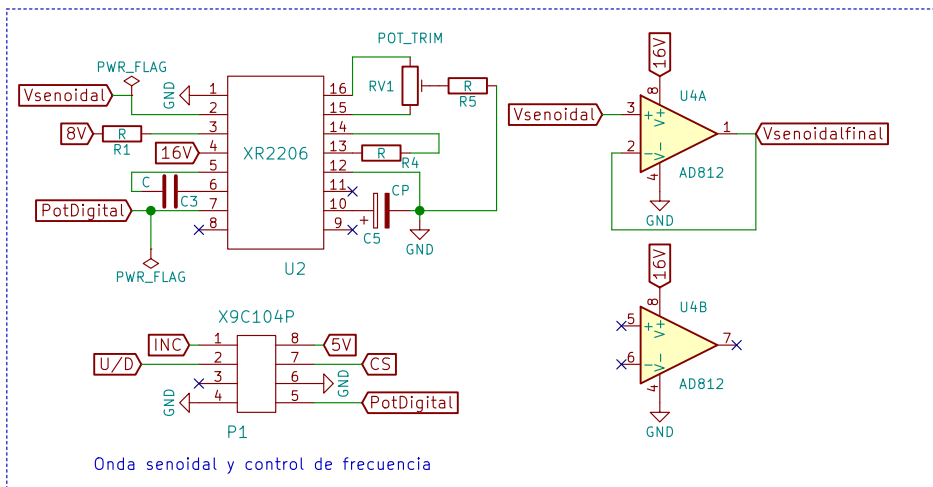 POT_TRIM
PWR_FLAG
Vsenoidal
GND
1
2
3
4
5
6
7
8
16
15
14
13
12
11
10
9
XR2206
U2
8V
R
R1
16V
C
C3
PotDigital
PWR_FLAG
RV1
R
R5
R
R4
CP
+
C5
GND
16V
8
U4A
Vsenoidal
3
+
V+
2
-
V-
1
Vsenoidalfinal
4
AD812
GND
16V
8
U4B
5
+
V+
6
-
V-
7
4
AD812
GND
X9C104P
INC
1
8
5V
U/D
2
7
CS
3
6
GND
GND
4
5
PotDigital
P1
Onda senoidal y control de frecuencia